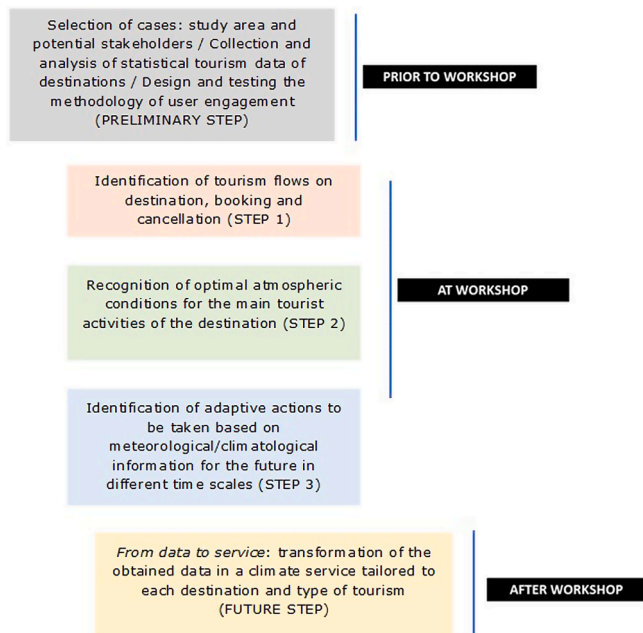 Selection of cases: study area and
potential stakeholders / Collection and
analysis of statistical tourism data of
destinations / Design and testing the
methodology of user engagement
(PRELIMINARY STEP)
PRIOR TO WORKSHOP
Identification of tourism flows on
destination, booking and
cancellation (STEP 1)
Recognition of optimal atmospheric
conditions for the main tourist
activities of the destination (STEP 2)
AT WORKSHOP
Identification of adaptive actions to
be taken based on
meteorological/climatological
information for the future in
different time scales (STEP 3)
From data to service: transformation of the
obtained data in a climate service tailored to
each destination and type of tourism
(FUTURE STEP)
AFTER WORKSHOP